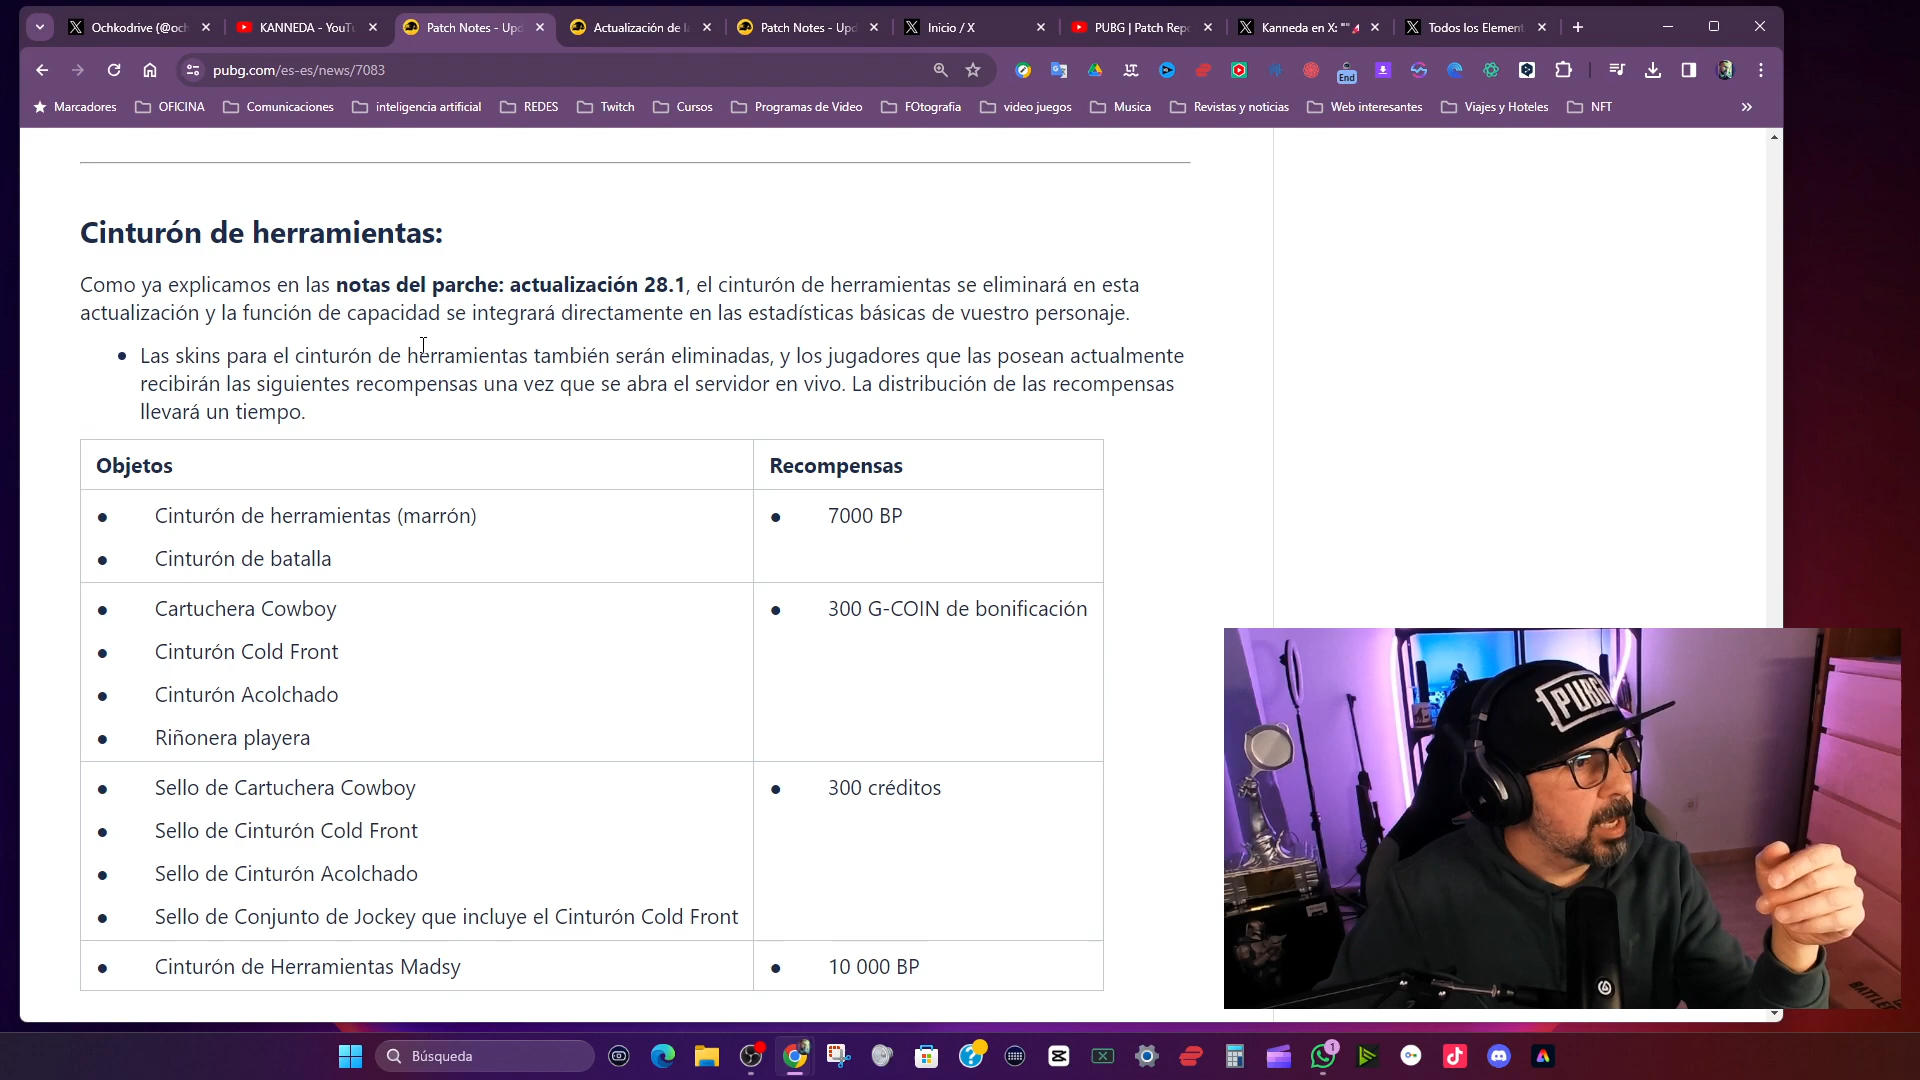 Ochkodrive (@och
KANNEDA - YouTu
Patch Notes - Upd
Actualización de la
Patch Notes - Upd
Inicio / X
PUBG | Patch Repo
Kanneda en X: "
Todos los Element
pubg.com/es-es/news/7083
End
Marcadores
OFICINA
Comunicaciones
inteligencia artificial
REDES
Twitch
Cursos
Programas de Video
FOtografia
video juegos
Musica
Revistas y noticias
Web interesantes
Viajes y Hoteles
NFT
Cinturón de herramientas:
Como ya explicamos en las notas del parche: actualización 28.1, el cinturón de herramientas se eliminará en esta
actualización y la función de capacidad se integrará directamente en las estadísticas básicas de vuestro personaje.
• Las skins para el cinturón de herramientas también serán eliminadas, y los jugadores que las posean actualmente
recibirán las siguientes recompensas una vez que se abra el servidor en vivo. La distribución de las recompensas
llevará un tiempo.
Objetos Recompensas
• Cinturón de herramientas (marrón) • 7000 BP
• Cinturón de batalla
• Cartuchera Cowboy • 300 G-COIN de bonificación
• Cinturón Cold Front
• Cinturón Acolchado
• Riñonera playera
• Sello de Cartuchera Cowboy • 300 créditos
• Sello de Cinturón Cold Front
• Sello de Cinturón Acolchado
• Sello de Conjunto de Jockey que incluye el Cinturón Cold Front
• Cinturón de Herramientas Madsy • 10 000 BP
PUBG
Búsqueda
1